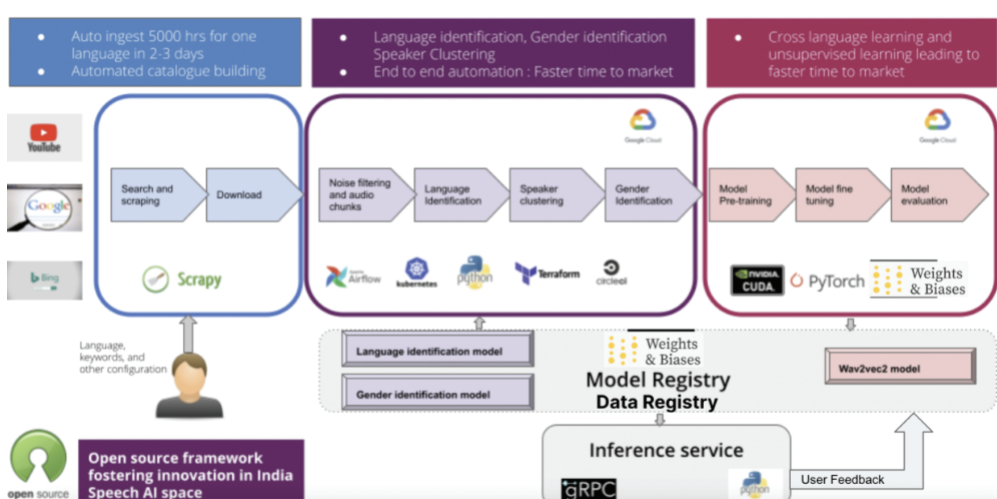 Auto ingest 5000 hrs for one
language in 2-3 days
Automated catalogue building
Language identification, Gender identification
Speaker Clustering
End to end automation : Faster time to market
Cross language learning and
unsupervised learning leading to
faster time to market
YouTube
Google
Bing
Search and
scraping
Download
Scrapy
Google Cloud
Noise filtering
and audio
chunks
Language
Identification
Speaker
clustering
Gender
Identification
Airflow
kubernetes
python
Terraform
circleci
Google Cloud
Model
Pre-training
Model fine
tuning
Model
evaluation
NVIDIA.
CUDA.
PyTorch
Weights
& Biases
Language,
keywords, and
other configuration
Language identification model
Gender identification model
Weights
& Biases
Model Registry
Data Registry
Wav2vec2 model
Inference service
gRPC
python
User Feedback
open source
Open source framework
fostering innovation in India
Speech AI space